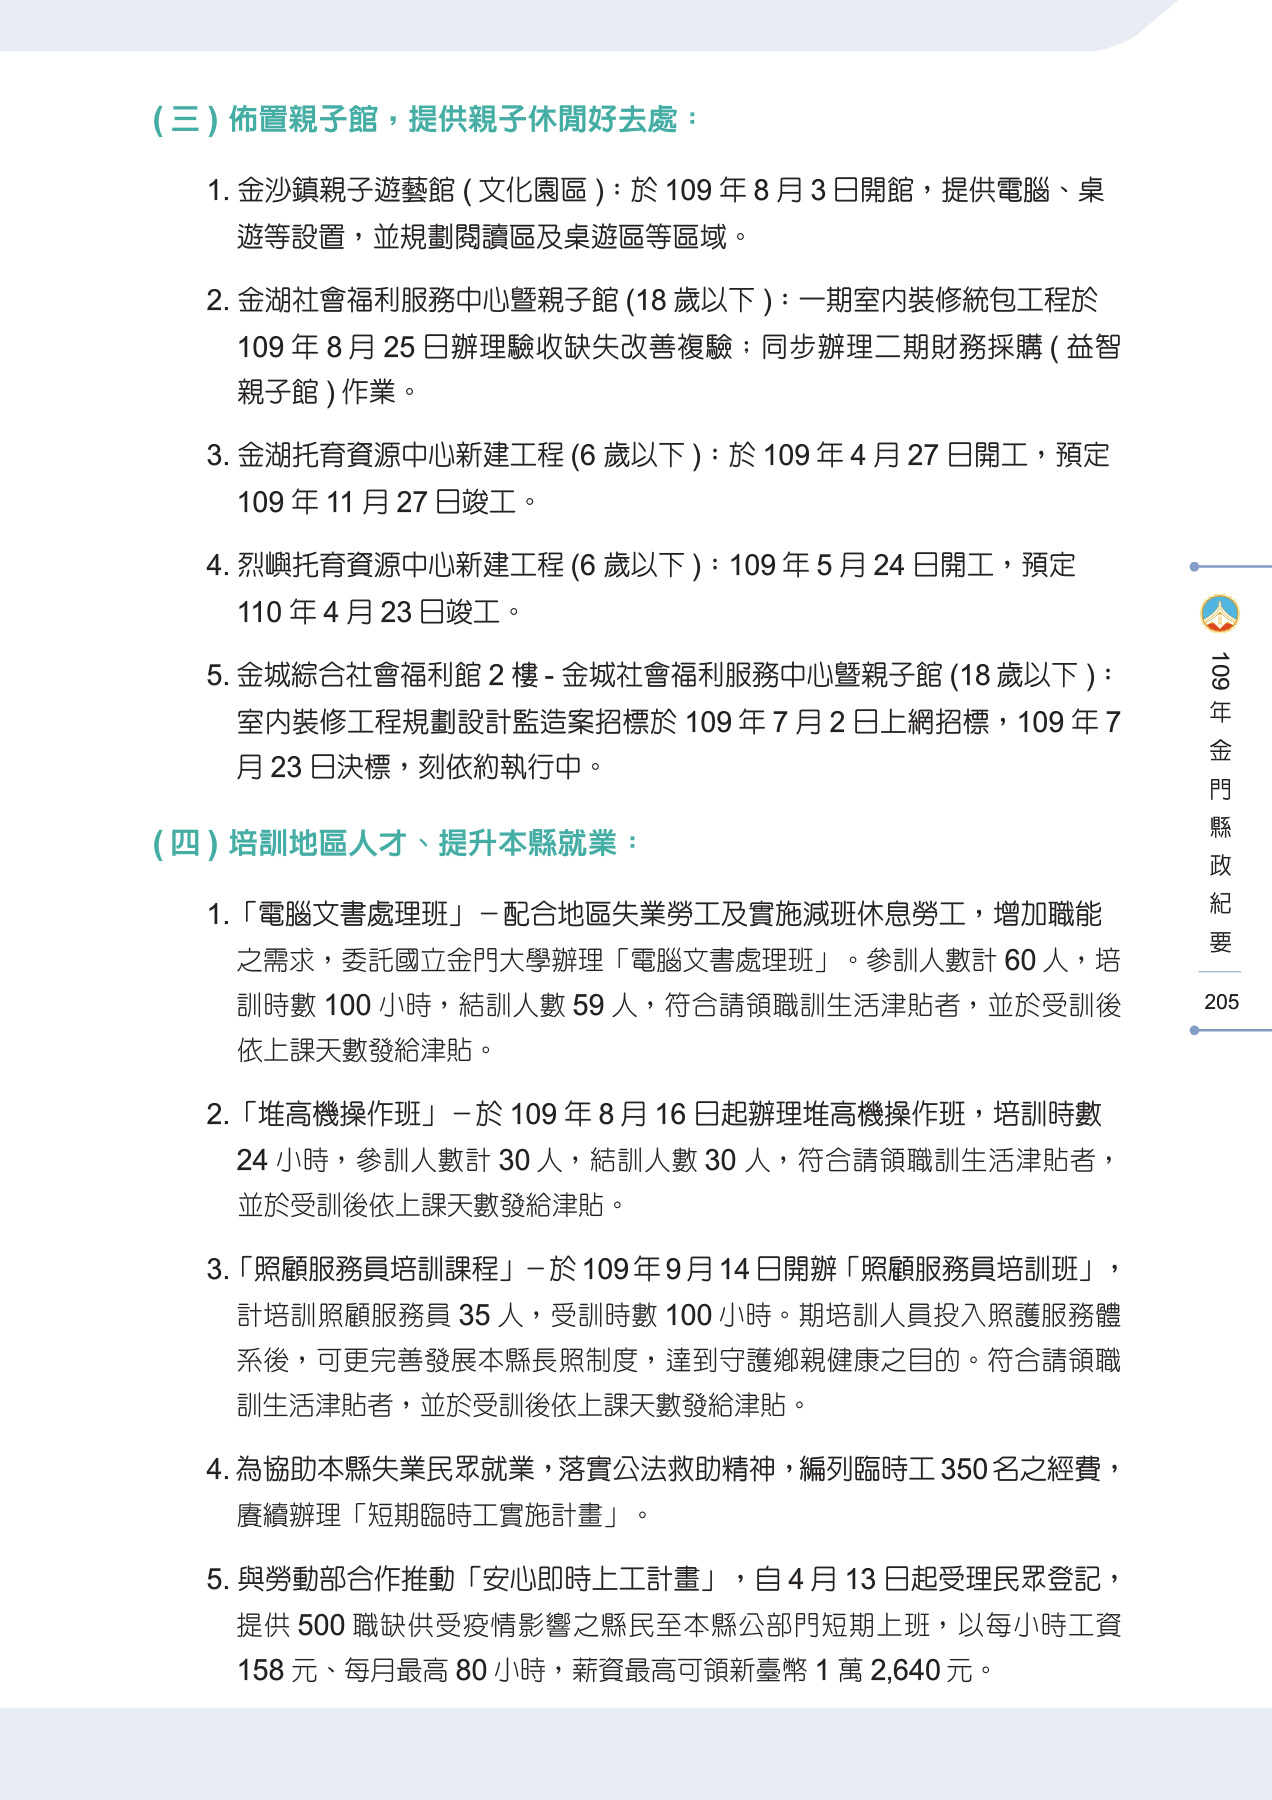 ( 三 ) 佈置親子館，提供親子休閒好去處：
1. 金沙鎮親子遊藝館 ( 文化園區 )：於 109 年 8 月 3 日開館，提供電腦、桌
遊等設置，並規劃閱讀區及桌遊區等區域。
2. 金湖社會福利服務中心暨親子館 (18 歲以下 )：一期室內裝修統包工程於
109 年 8 月 25 日辦理驗收缺失改善複驗；同步辦理二期財務採購 ( 益智
親子館 ) 作業。
3. 金湖托育資源中心新建工程 (6 歲以下 )：於 109 年 4 月 27 日開工，預定
109 年 11 月 27 日竣工。
4. 烈嶼托育資源中心新建工程 (6 歲以下 )：109 年 5 月 24 日開工，預定
110 年 4 月 23 日竣工。
5. 金城綜合社會福利館 2 樓 - 金城社會福利服務中心暨親子館 (18 歲以下 )：
室內裝修工程規劃設計監造案招標於 109 年 7 月 2 日上網招標，109 年 7
月 23 日決標，刻依約執行中。
( 四 ) 培訓地區人才、提升本縣就業：
1.「電腦文書處理班」－配合地區失業勞工及實施減班休息勞工，增加職能
之需求，委託國立金門大學辦理「電腦文書處理班」。參訓人數計 60 人，培
訓時數 100 小時，結訓人數 59 人，符合請領職訓生活津貼者，並於受訓後
依上課天數發給津貼。
2.「堆高機操作班」－於 109 年 8 月 16 日起辦理堆高機操作班，培訓時數
24 小時，參訓人數計 30 人，結訓人數 30 人，符合請領職訓生活津貼者，
並於受訓後依上課天數發給津貼。
3.「照顧服務員培訓課程」－於 109 年 9 月 14 日開辦「照顧服務員培訓班」，
計培訓照顧服務員 35 人，受訓時數 100 小時。期培訓人員投入照護服務體
系後，可更完善發展本縣長照制度，達到守護鄉親健康之目的。符合請領職
訓生活津貼者，並於受訓後依上課天數發給津貼。
4. 為協助本縣失業民眾就業，落實公法救助精神，編列臨時工 350 名之經費，
賡續辦理「短期臨時工實施計畫」。
5. 與勞動部合作推動「安心即時上工計畫」，自 4 月 13 日起受理民眾登記，
提供 500 職缺供受疫情影響之縣民至本縣公部門短期上班，以每小時工資
158 元、每月最高 80 小時，薪資最高可領新臺幣 1 萬 2,640 元。
109年金門縣政紀要
205